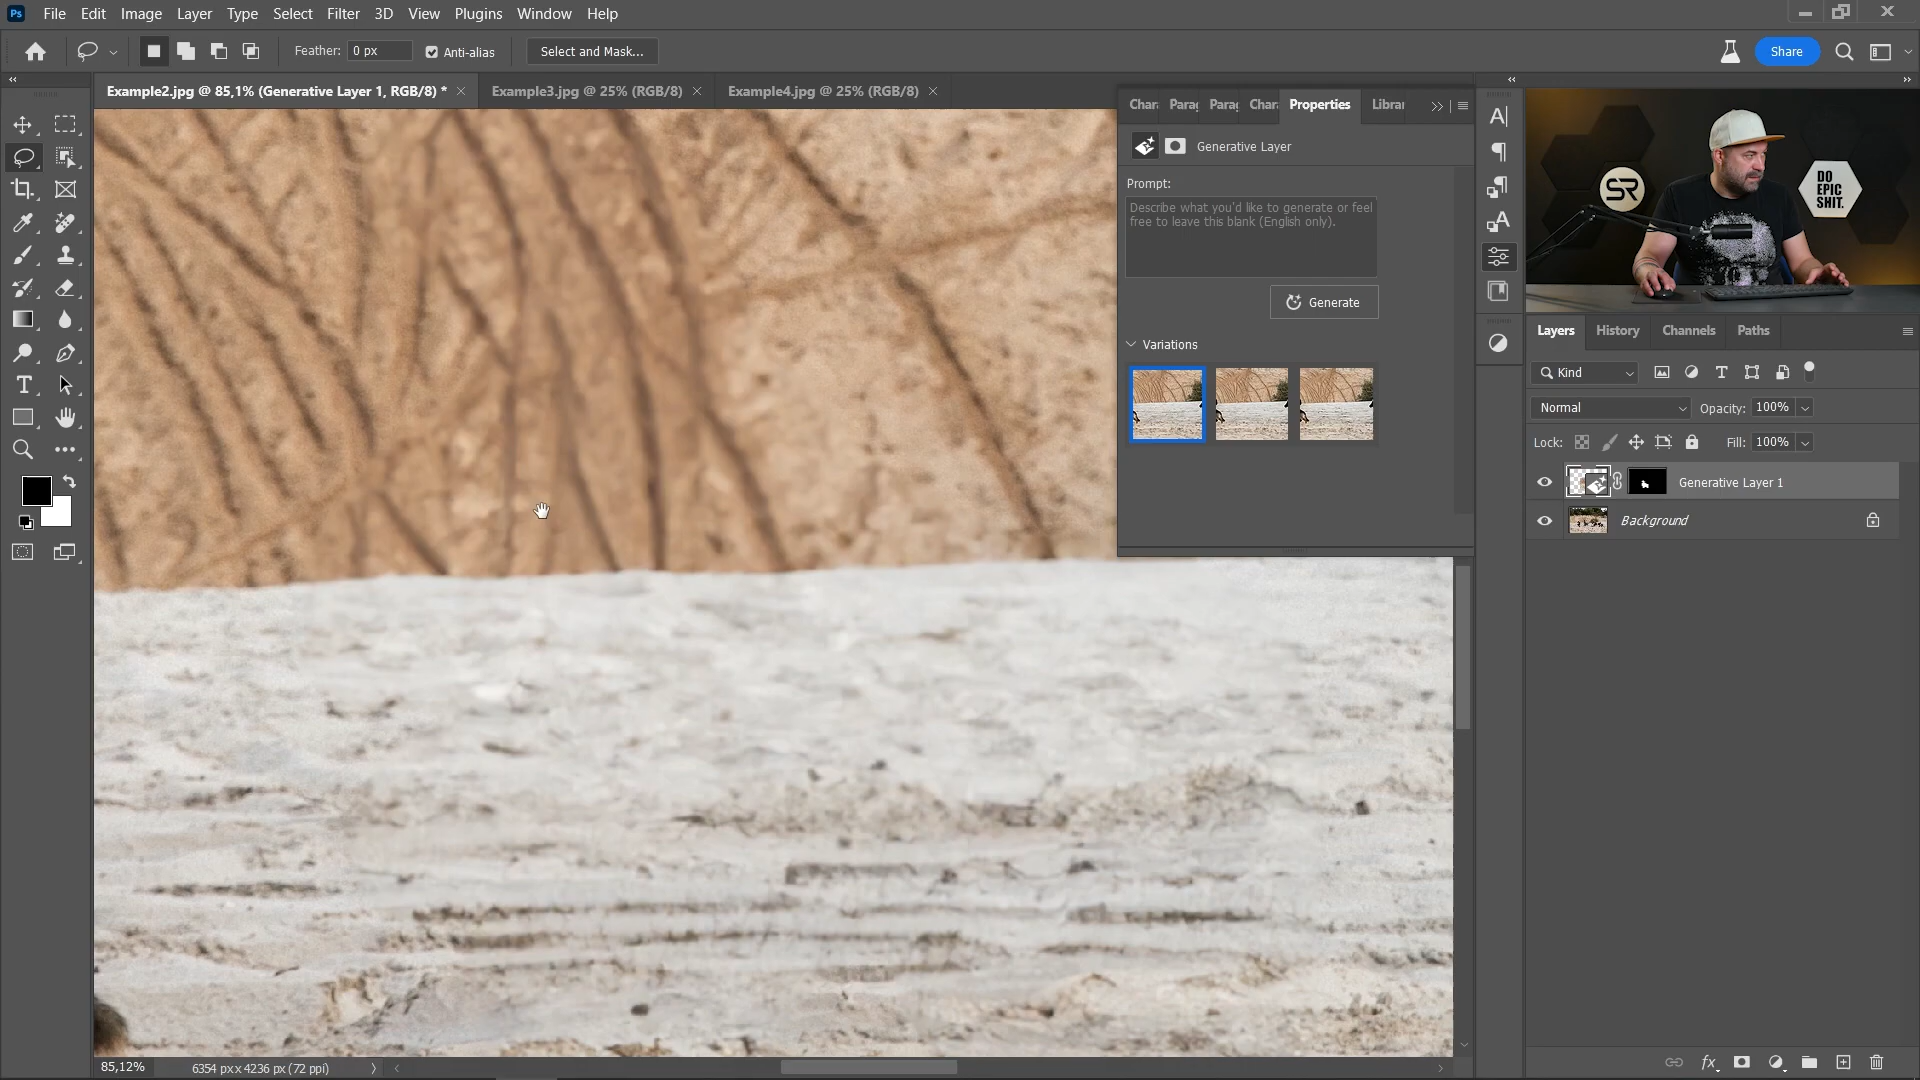 Ps File Edit Image Layer Type Select Filter 3D View Plugins Window Help
Feather: 0 px Anti-alias Select and Mask... Share
Example2.jpg @ 85,1% (Generative Layer 1, RGB/8) * Example3.jpg @ 25% (RGB/8) Example4.jpg @ 25% (RGB/8)
Char Parag Parag Char Properties Librar
Generative Layer
Prompt:
Describe what you'd like to generate or feel
free to leave this blank (English only).
Generate
Variations
SR
DO
EPIC
SHIT.
Layers History Channels Paths
Kind
Normal Opacity: 100%
Lock: Fill: 100%
Generative Layer 1
Background
85,12% 6354 px x 4236 px (72 ppi)
fx